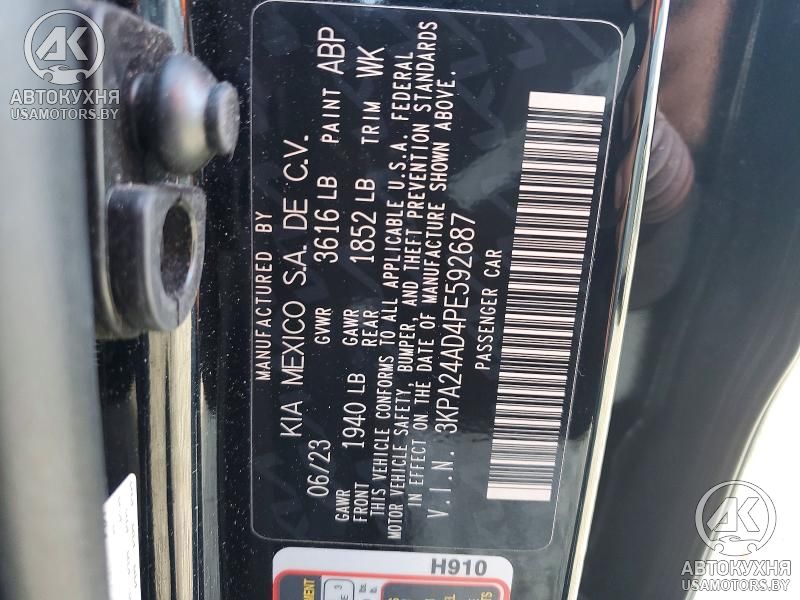 AK
АВТОКУХНЯ
USAMOTORS.BY
MANUFACTURED BY
KIA MEXICO S.A. DE C.V.
06/23 GVWR 3616 LB PAINT ABP
GAWR FRONT 1940 LB GAWR REAR 1852 LB TRIM WK
THIS VEHICLE CONFORMS TO ALL APPLICABLE U.S.A. FEDERAL
MOTOR VEHICLE SAFETY, BUMPER, AND THEFT PREVENTION STANDARDS
IN EFFECT ON THE DATE OF MANUFACTURE SHOWN ABOVE.
V.I.N. 3KPA24AD4PE592687
PASSENGER CAR
H910
AK
АВТОКУХНЯ
USAMOTORS.BY